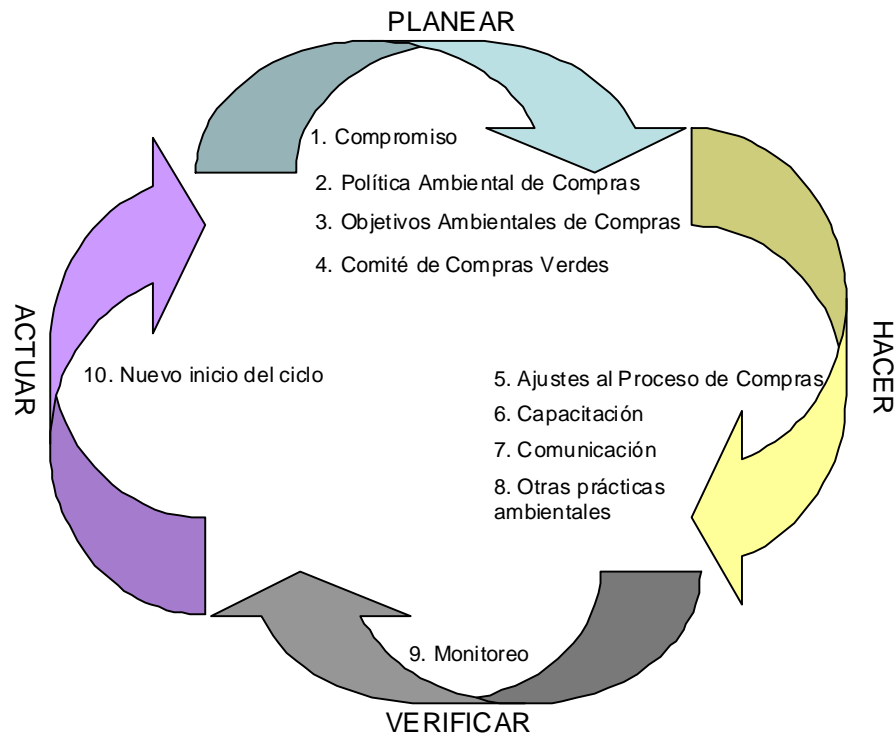 PLANEAR
1. Compromiso
2. Política Ambiental de Compras
3. Objetivos Ambientales de Compras
4. Comité de Compras Verdes
HACER
5. Ajustes al Proceso de Compras
6. Capacitación
7. Comunicación
8. Otras prácticas
ambientales
9. Monitoreo
VERIFICAR
ACTUAR
10. Nuevo inicio del ciclo